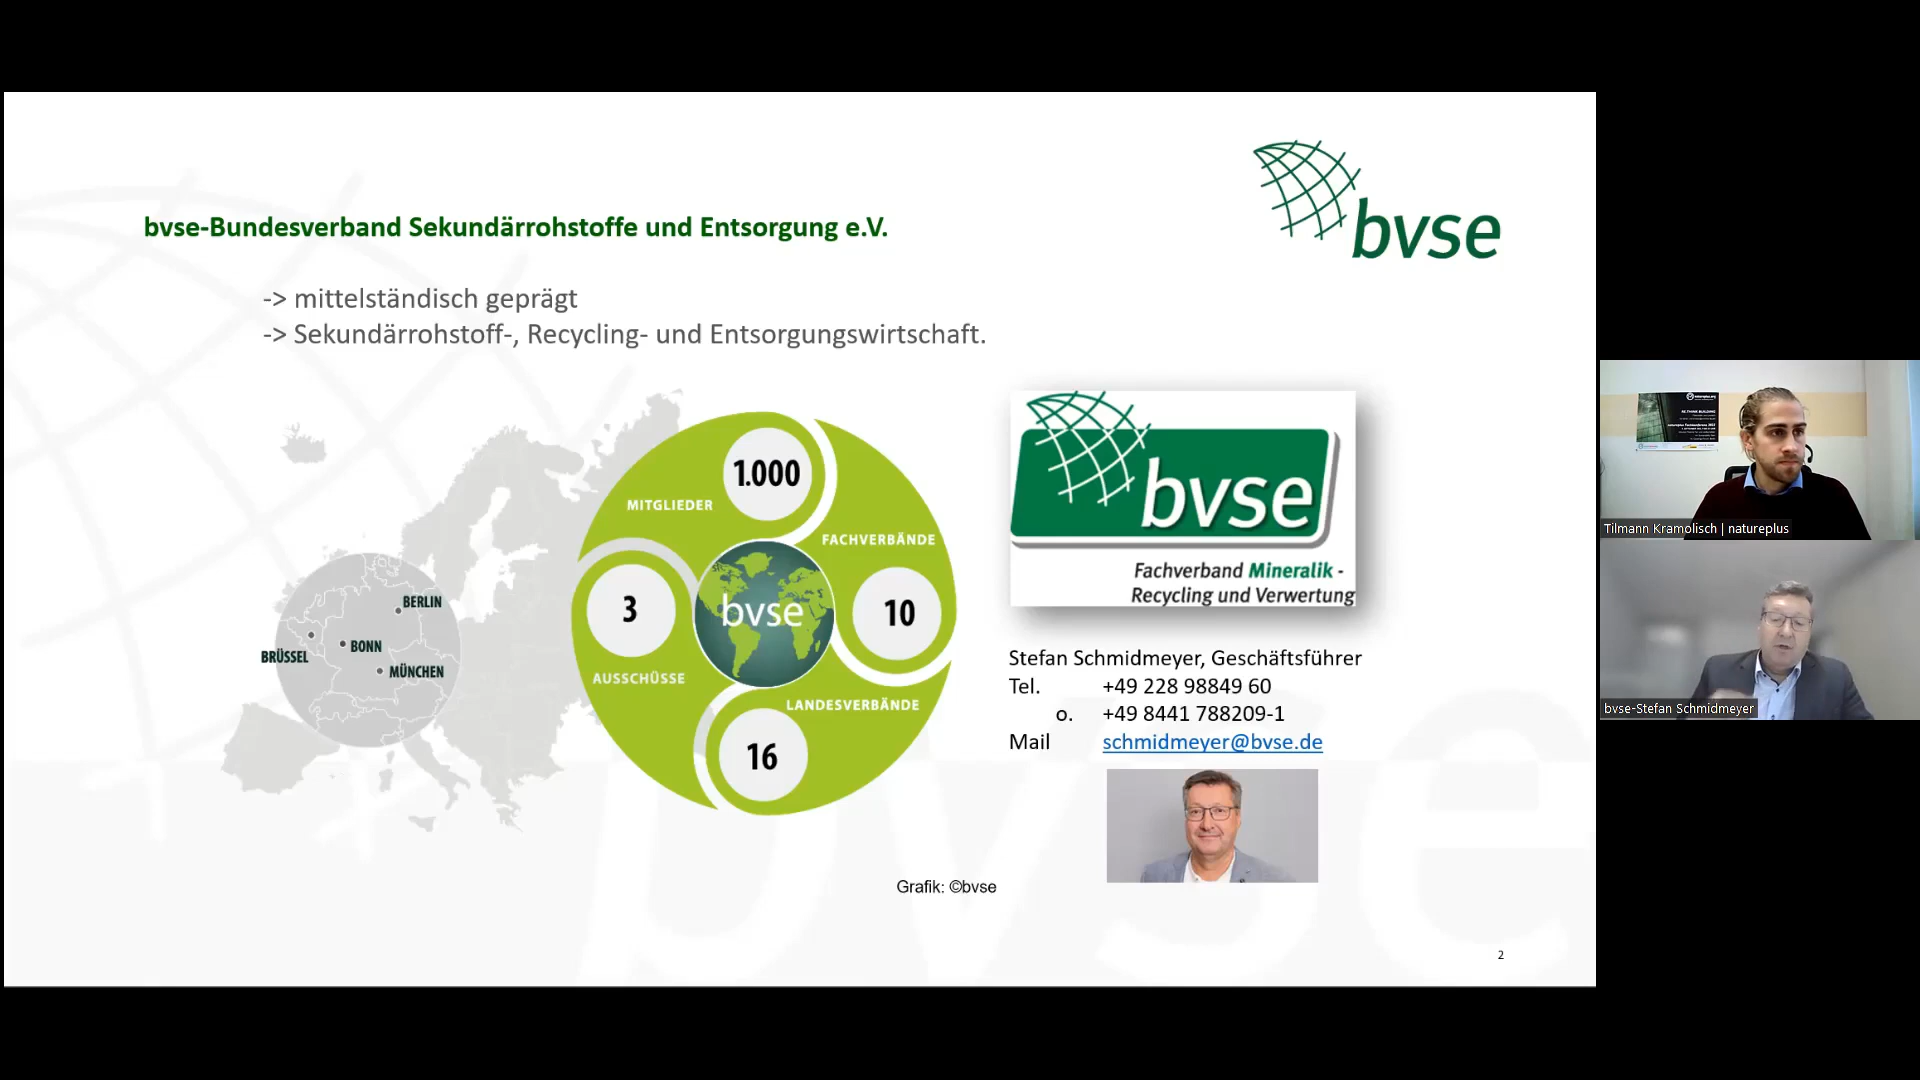 bvse
bvse-Bundesverband Sekundärrohstoffe und Entsorgung e.V.
-> mittelständisch geprägt
-> Sekundärrohstoff-, Recycling- und Entsorgungswirtschaft.
BERLIN
BONN
BRÜSSEL
MÜNCHEN
1.000
MITGLIEDER
FACHVERBÄNDE
10
3
AUSSCHÜSSE
bvse
LANDESVERBÄNDE
16
bvse
Fachverband Mineralik -
Recycling und Verwertung
Stefan Schmidmeyer, Geschäftsführer
Tel. +49 228 98849 60
o. +49 8441 788209-1
Mail schmidmeyer@bvse.de
Grafik: ©bvse
2
Tilmann Kramolisch | natureplus
bvse-Stefan Schmidmeyer